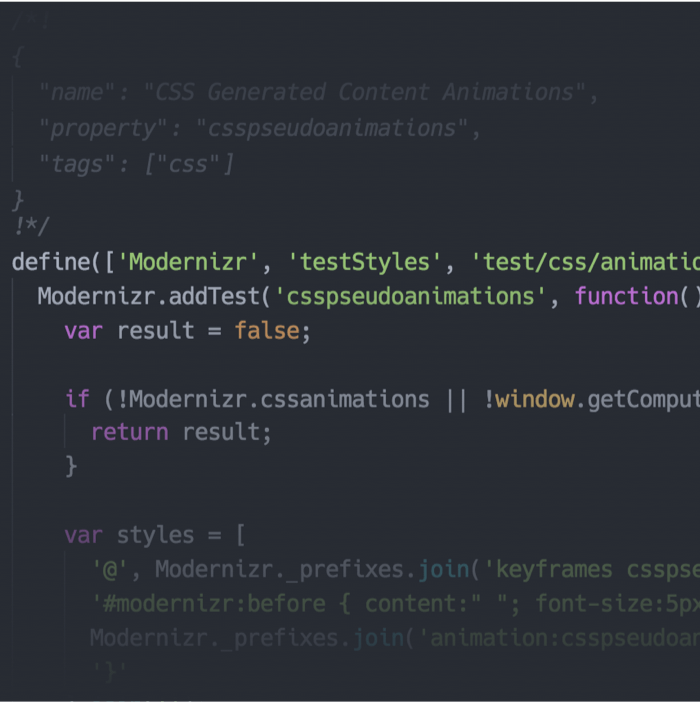 /*!
{
"name": "CSS Generated Content Animations",
"property": "csspseudoanimations",
"tags": ["css"]
}
!*/
define(['Modernizr', 'testStyles', 'test/css/animatio
Modernizr.addTest('csspseudoanimations', function()
var result = false;
if (!Modernizr.cssanimations || !window.getComput
return result;
}
var styles = [
'@', Modernizr._prefixes.join('keyframes csspse
'#modernizr:before { content:" "; font-size:5px
Modernizr._prefixes.join('animation:csspseudoan
'}'